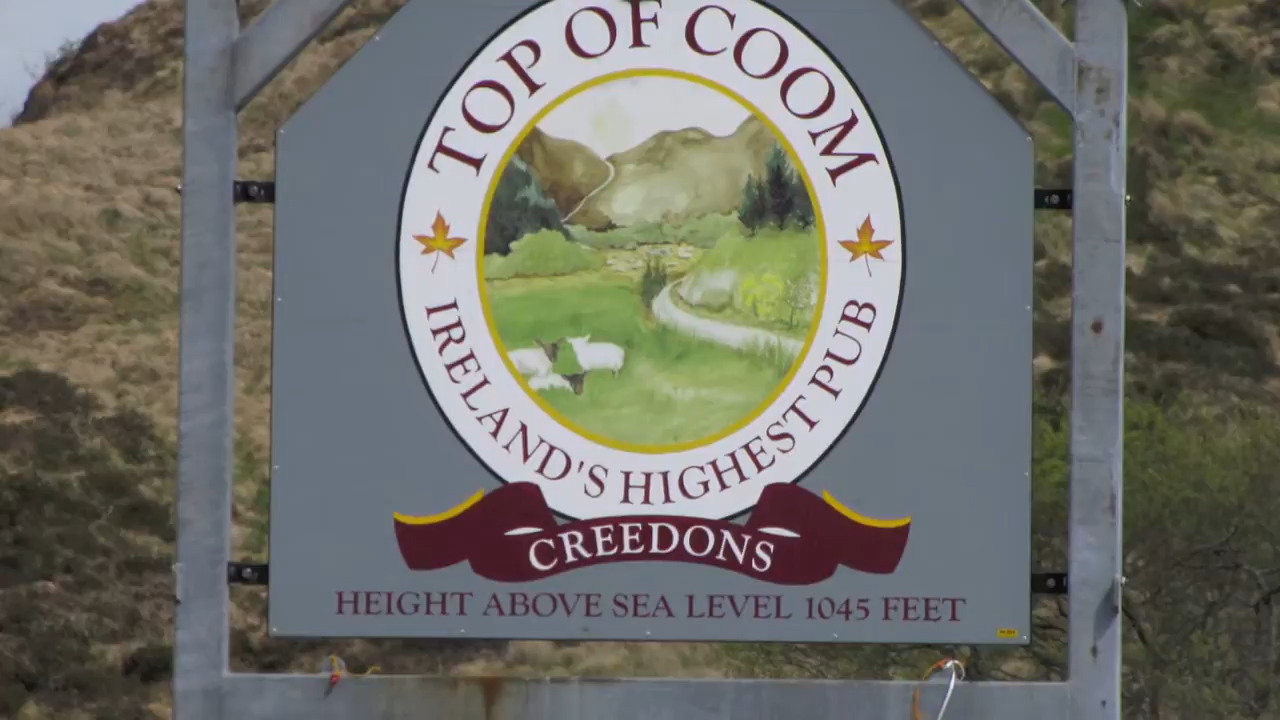 TOP OF COOM
IRELAND'S HIGHEST PUB
CREEDONS
HEIGHT ABOVE SEA LEVEL 1045 FEET